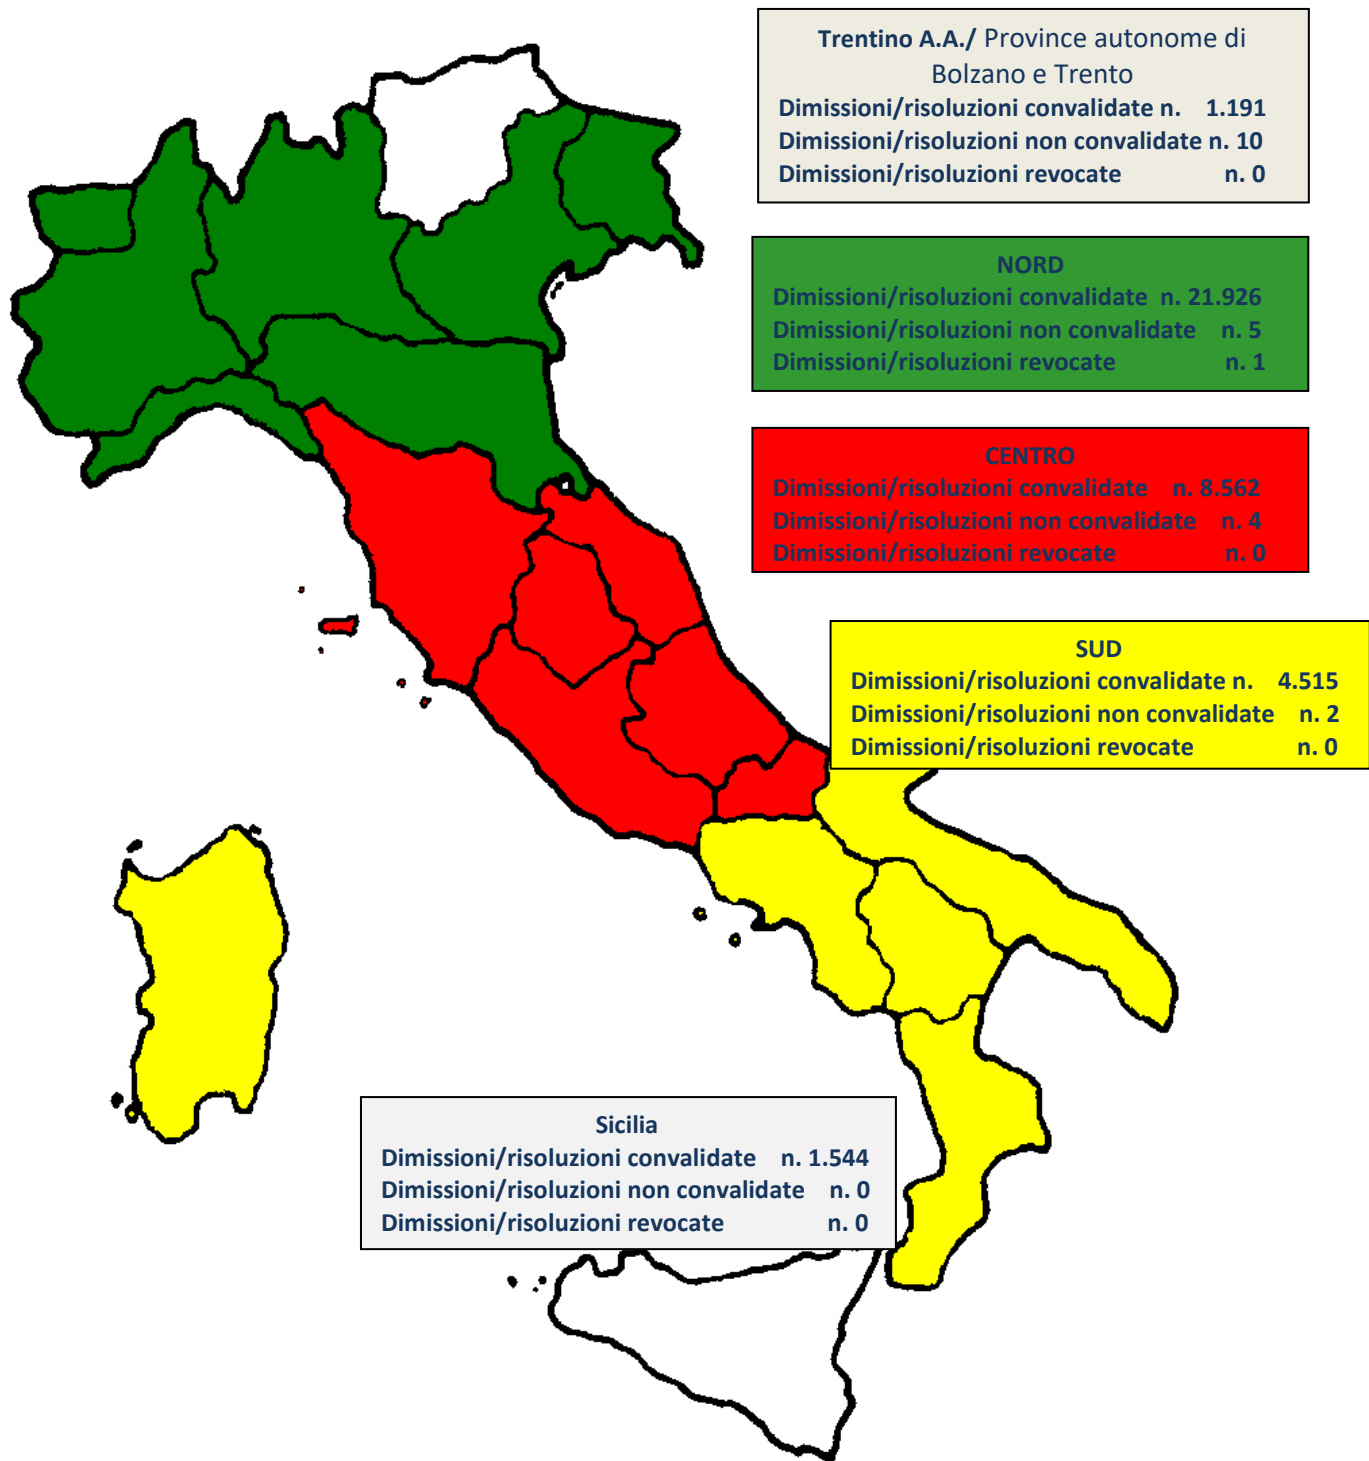 Trentino A.A./ Province autonome di
Bolzano e Trento
Dimissioni/risoluzioni convalidate n. 1.191
Dimissioni/risoluzioni non convalidate n. 10
Dimissioni/risoluzioni revocate n. 0
NORD
Dimissioni/risoluzioni convalidate n. 21.926
Dimissioni/risoluzioni non convalidate n. 5
Dimissioni/risoluzioni revocate n. 1
CENTRO
Dimissioni/risoluzioni convalidate n. 8.562
Dimissioni/risoluzioni non convalidate n. 4
Dimissioni/risoluzioni revocate n. 0
SUD
Dimissioni/risoluzioni convalidate n. 4.515
Dimissioni/risoluzioni non convalidate n. 2
Dimissioni/risoluzioni revocate n. 0
Sicilia
Dimissioni/risoluzioni convalidate n. 1.544
Dimissioni/risoluzioni non convalidate n. 0
Dimissioni/risoluzioni revocate n. 0